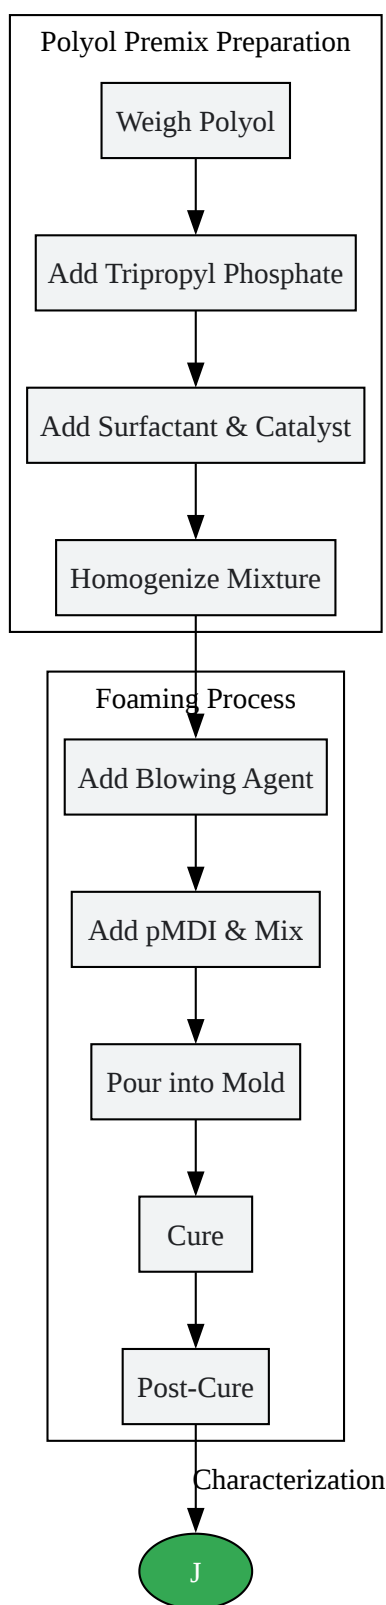 Polyol Premix Preparation
Weigh Polyol
Add Tripropyl Phosphate
Add Surfactant & Catalyst
Homogenize Mixture
Foaming Process
Add Blowing Agent
Add pMDI & Mix
Pour into Mold
Cure
Post-Cure
Characterization
J